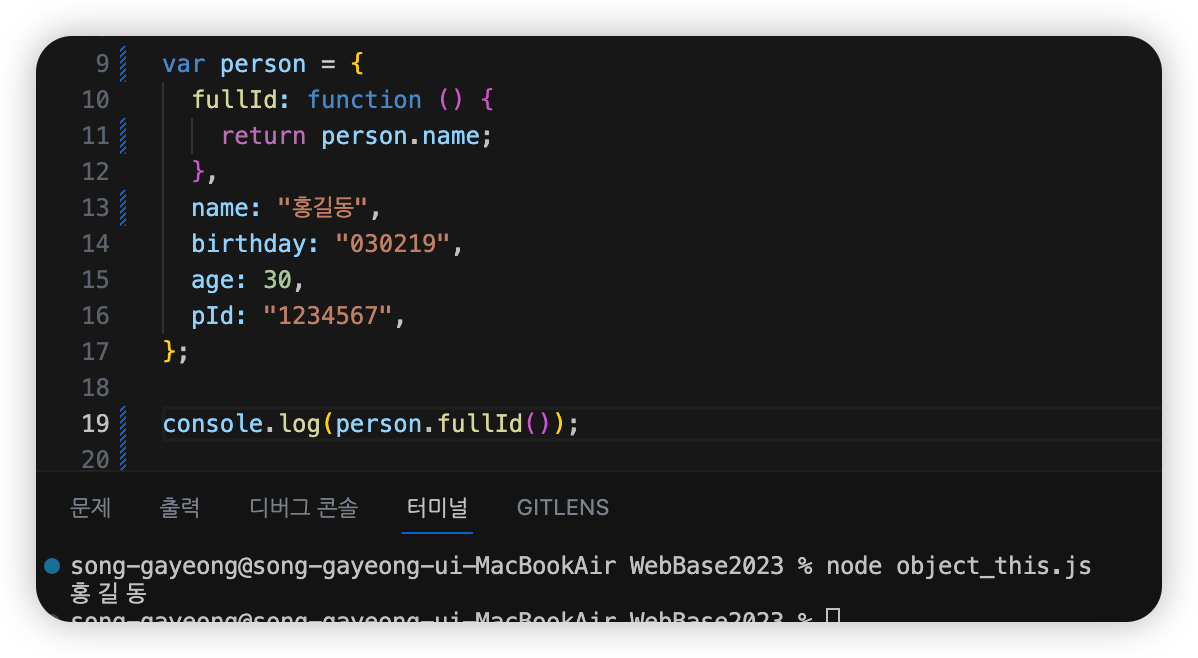 9 var person = {
10 fullId: function () {
11 return person.name;
12 },
13 name: "홍길동",
14 birthday: "030219",
15 age: 30,
16 pId: "1234567",
17 };
18
19 console.log(person.fullId());
20
문제 출력 디버그 콘솔 터미널 GITLENS
song-gayeong@song-gayeong-ui-MacBookAir WebBase2023 % node object_this.js
홍길동
song-gayeong@song-gayeong-ui-MacBookAir WebBase2023 %